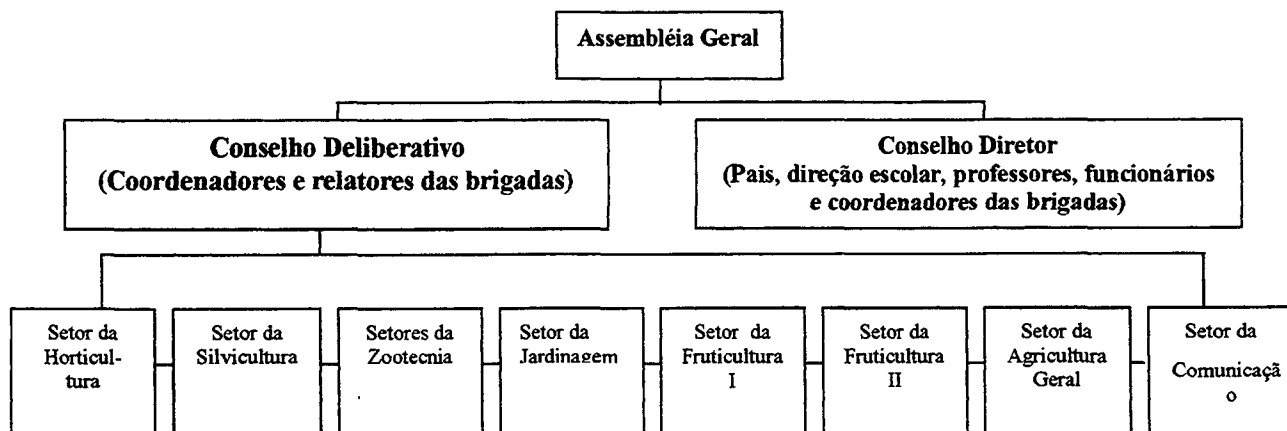 Assembléia Geral
Conselho Deliberativo
(Coordenadores e relatores das brigadas)
Conselho Diretor
(Pais, direção escolar, professores, funcionários
e coordenadores das brigadas)
Setor da
Horticul-
tura
Setor da
Silvicultura
Setores da
Zootecnia
Setor da
Jardinagem
Setor da
Fruticultura
I
Setor da
Fruticultura
II
Setor da
Agricultura
Geral
Setor da
Comunicaçã
o